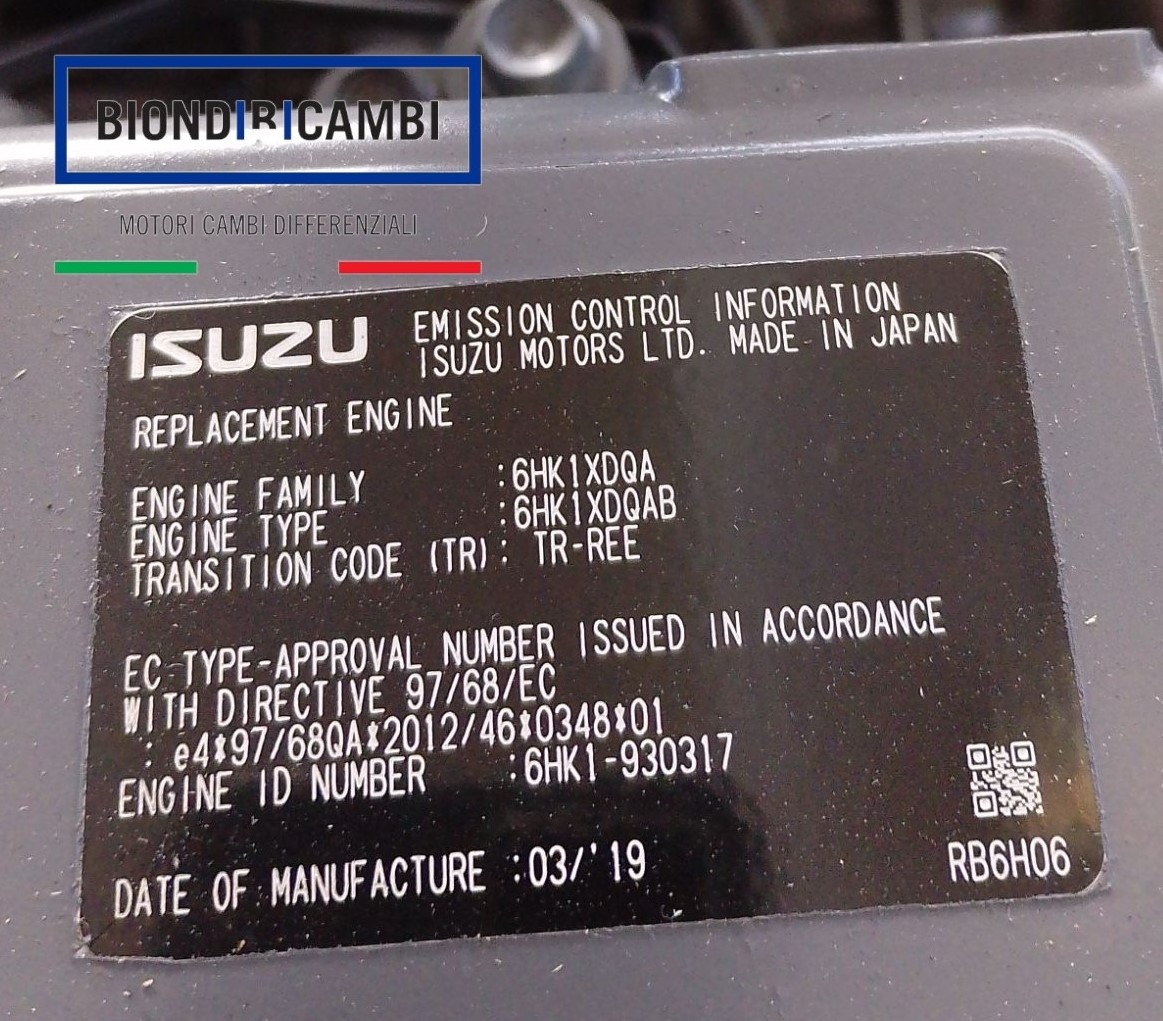 BIONDIRICAMBI
MOTORI CAMBI DIFFERENZIALI
ISUZU
EMISSION CONTROL INFORMATION
ISUZU MOTORS LTD. MADE IN JAPAN
REPLACEMENT ENGINE
ENGINE FAMILY :6HK1XDQA
ENGINE TYPE :6HK1XDQAB
TRANSITION CODE (TR): TR-REE
EC TYPE-APPROVAL NUMBER ISSUED IN ACCORDANCE
WITH DIRECTIVE 97/68/EC
: e4*97/68QA*2012/46*0348*01
ENGINE ID NUMBER :6HK1-930317
DATE OF MANUFACTURE :03/'19
RB6H06